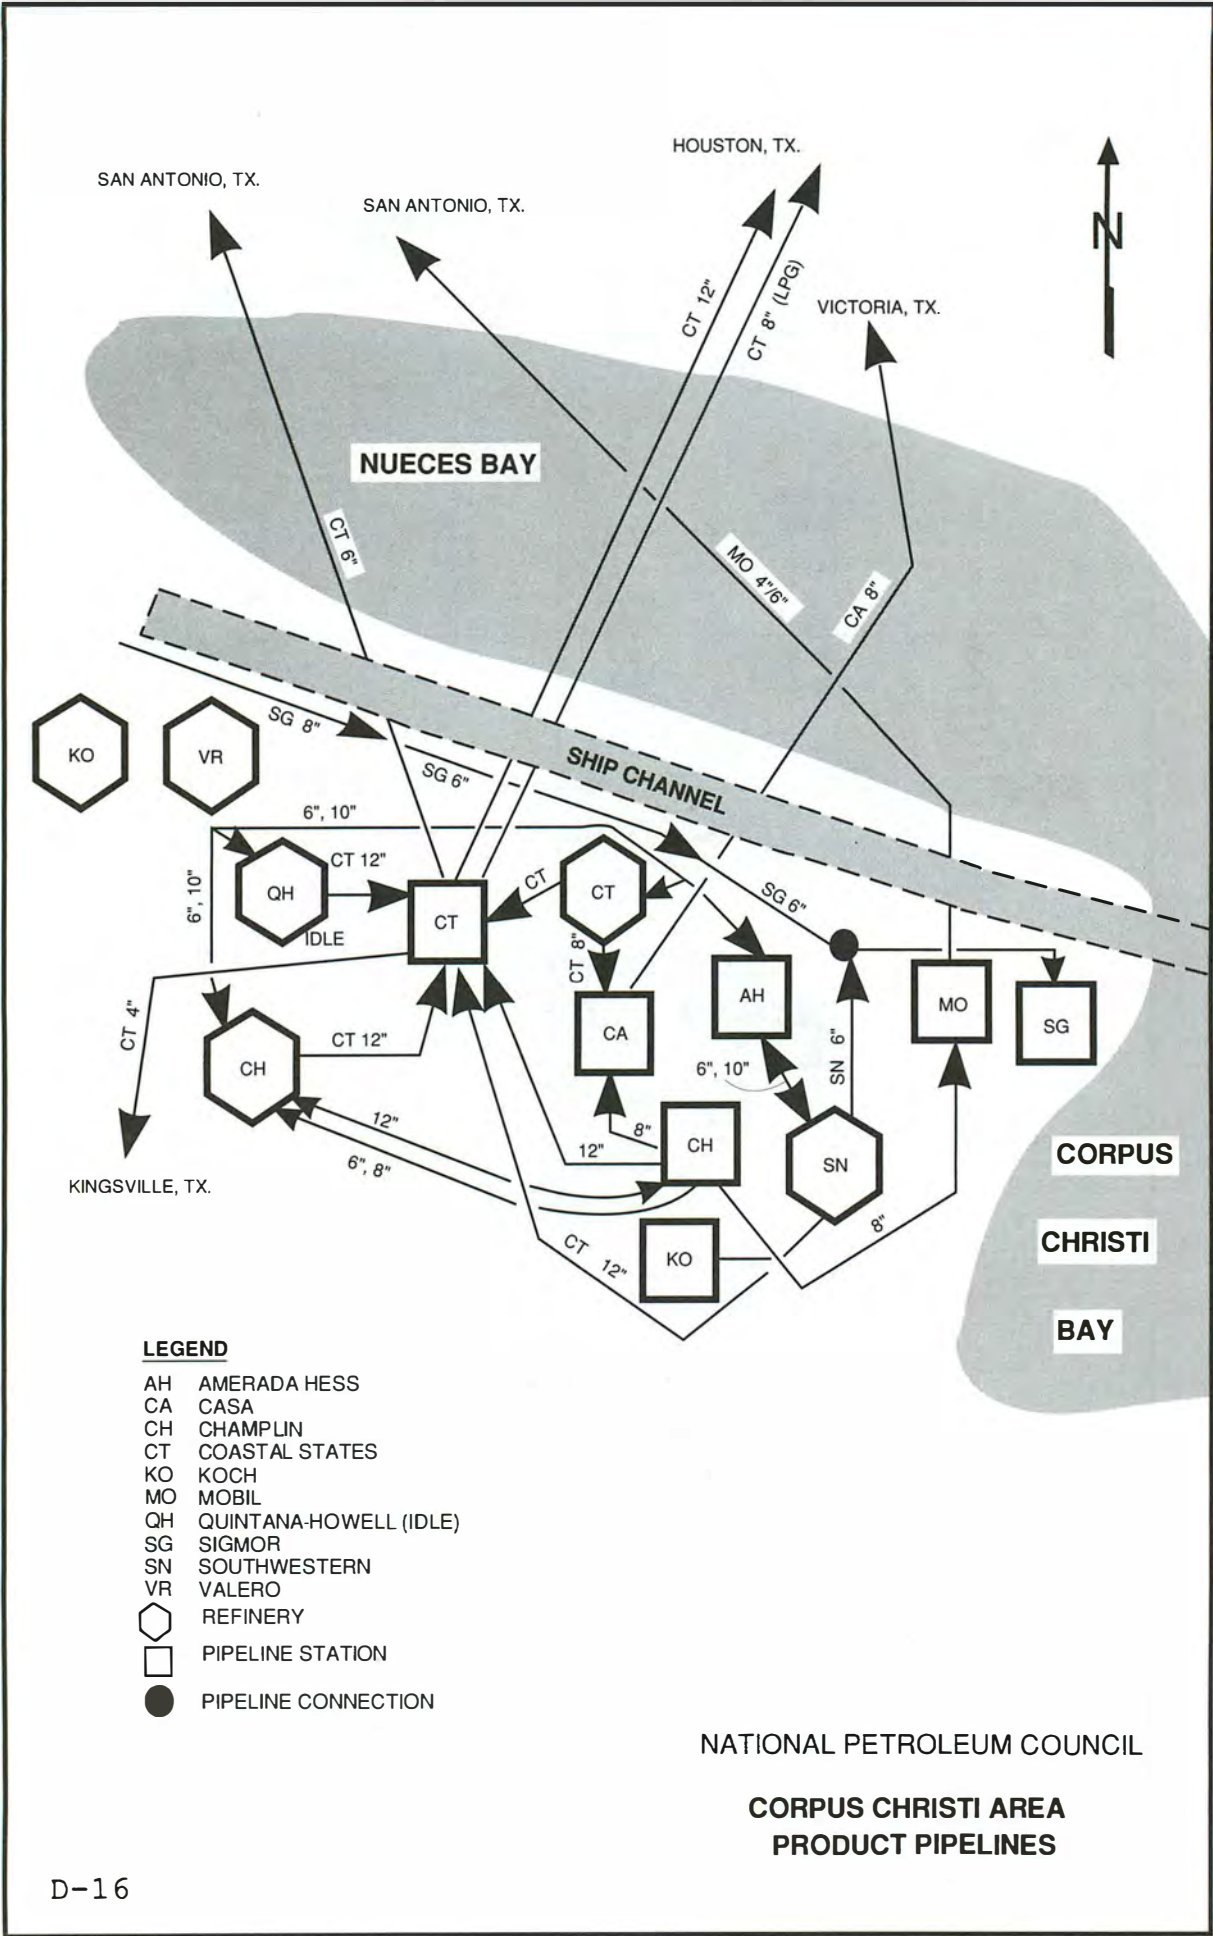 HOUSTON, TX.
SAN ANTONIO, TX.
SAN ANTONIO, TX.
N
CT 12"
CT 8" (LPG)
VICTORIA, TX.
NUECES BAY
CT 6"
MO 4"/6"
CA 8"
SG 8"
KO
VR
SG 6"
SHIP CHANNEL
6", 10"
CT 12"
6", 10"
QH
CT
CT
CT
SG 6"
IDLE
CT 8"
AH
MO
CT 4"
CA
SG
CT 12"
CH
6", 10"
SN 6"
12"
8"
CH
12"
6", 8"
SN
KINGSVILLE, TX.
CORPUS
8"
CT 12"
KO
CHRISTI
BAY
LEGEND
AH AMERADA HESS
CA CASA
CH CHAMPLIN
CT COASTAL STATES
KO KOCH
MO MOBIL
QH QUINTANA-HOWELL (IDLE)
SG SIGMOR
SN SOUTHWESTERN
VR VALERO
REFINERY
PIPELINE STATION
PIPELINE CONNECTION
NATIONAL PETROLEUM COUNCIL
CORPUS CHRISTI AREA
PRODUCT PIPELINES
D-16